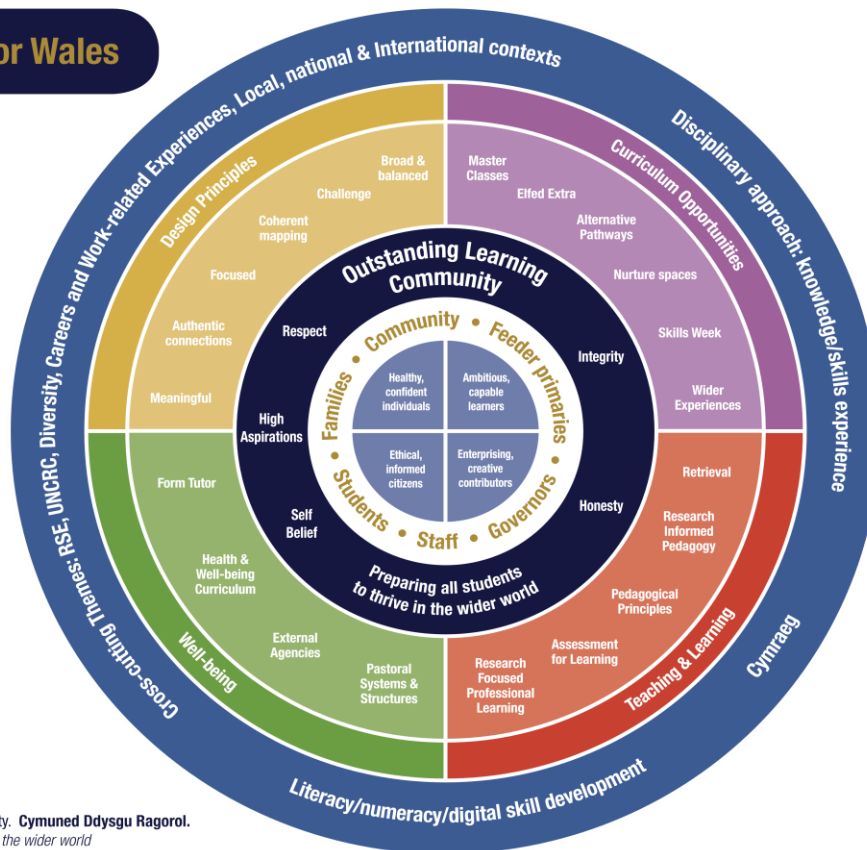 or Wales
Cross-cutting Themes: RSE, UNCRC, Diversity, Careers and Work-related Experiences, Local, national & International contexts
Disciplinary approach: knowledge/skills experience
Cymraeg
Literacy/numeracy/digital skill development
Design Principles
Broad &
balanced
Challenge
Coherent
mapping
Focused
Authentic
connections
Meaningful
Curriculum Opportunities
Master
Classes
Elfed Extra
Alternative
Pathways
Nurture spaces
Skills Week
Wider
Experiences
Outstanding Learning
Community
Respect
High
Aspirations
Self
Belief
Integrity
Honesty
Preparing all students
to thrive in the wider world
Families • Community • Feeder primaries •
Students • Staff • Governors
Healthy,
confident
individuals
Ambitious,
capable
learners
Ethical,
informed
citizens
Enterprising,
creative
contributors
Well-being
Form Tutor
Health &
Well-being
Curriculum
External
Agencies
Pastoral
Systems &
Structures
Teaching & Learning
Retrieval
Research
Informed
Pedagogy
Pedagogical
Principles
Assessment
for Learning
Research
Focused
Professional
Learning
ty. Cymuned Ddysgu Ragorol.
the wider world